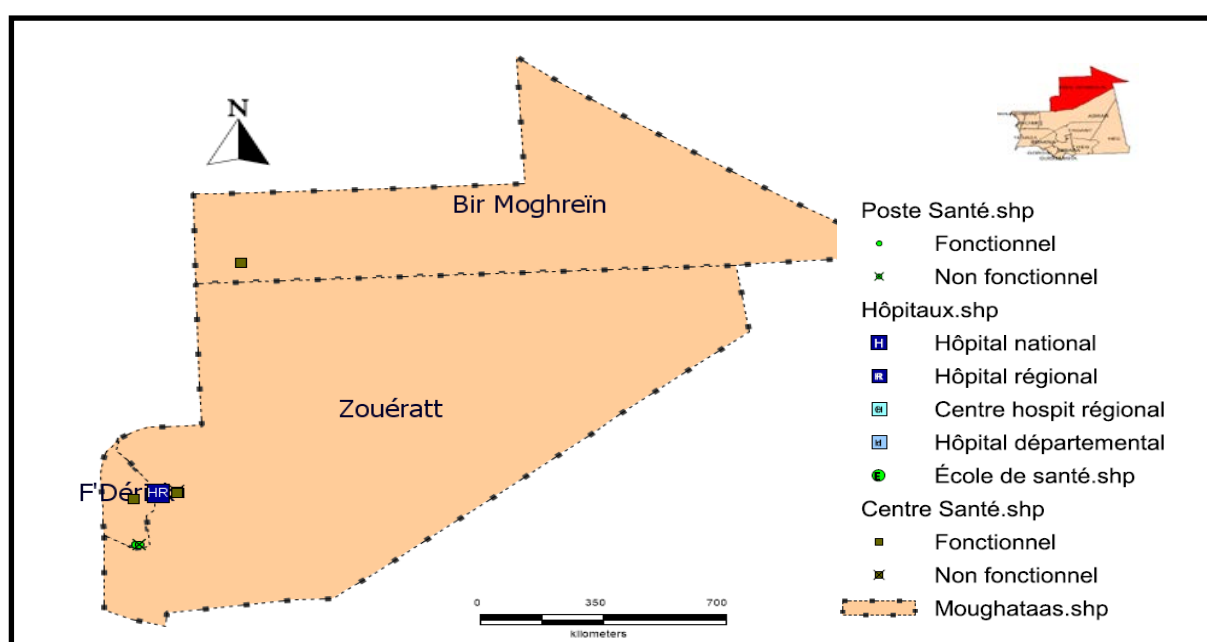 N
Bir Moghreïn
Zouératt
F'Dérick
HR
0 350 700
kilometers
Poste Santé.shp
Fonctionnel
Non fonctionnel
Hôpitaux.shp
H Hôpital national
Hôpital régional
Centre hospit régional
Hôpital départemental
E École de santé.shp
Centre Santé.shp
Fonctionnel
Non fonctionnel
Moughataas.shp